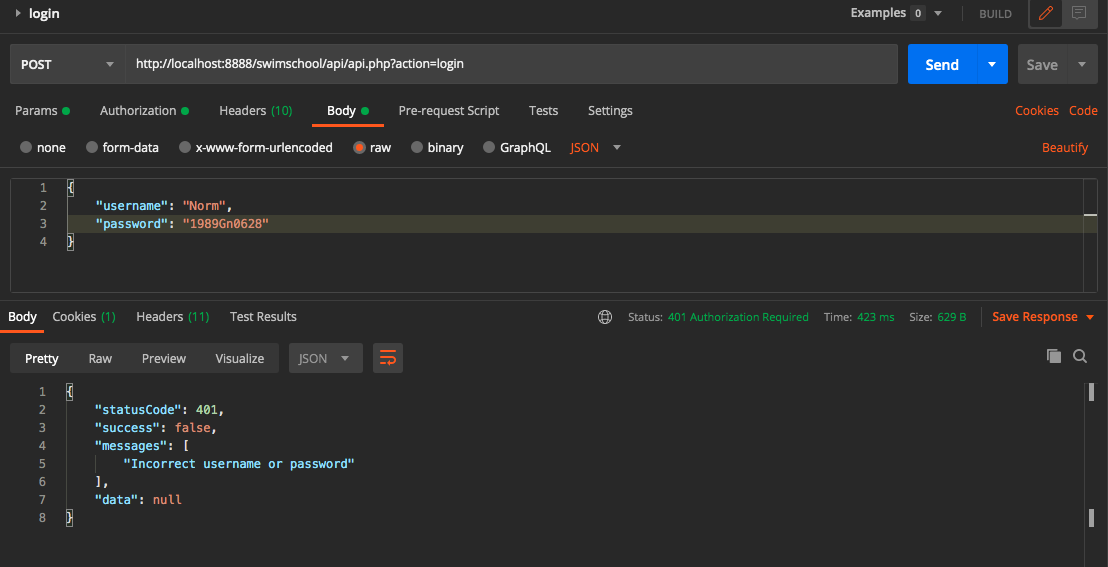 login Examples 0 BUILD
POST http://localhost:8888/swimschool/api/api.php?action=login Send Save
Params Authorization Headers (10) Body Pre-request Script Tests Settings Cookies Code
none form-data x-www-form-urlencoded raw binary GraphQL JSON Beautify
1 {
2 "username": "Norm",
3 "password": "1989Gn0628"
4 }
Body Cookies (1) Headers (11) Test Results Status: 401 Authorization Required Time: 423 ms Size: 629 B Save Response
Pretty Raw Preview Visualize JSON
1 {
2 "statusCode": 401,
3 "success": false,
4 "messages": [
5 "Incorrect username or password"
6 ],
7 "data": null
8 }